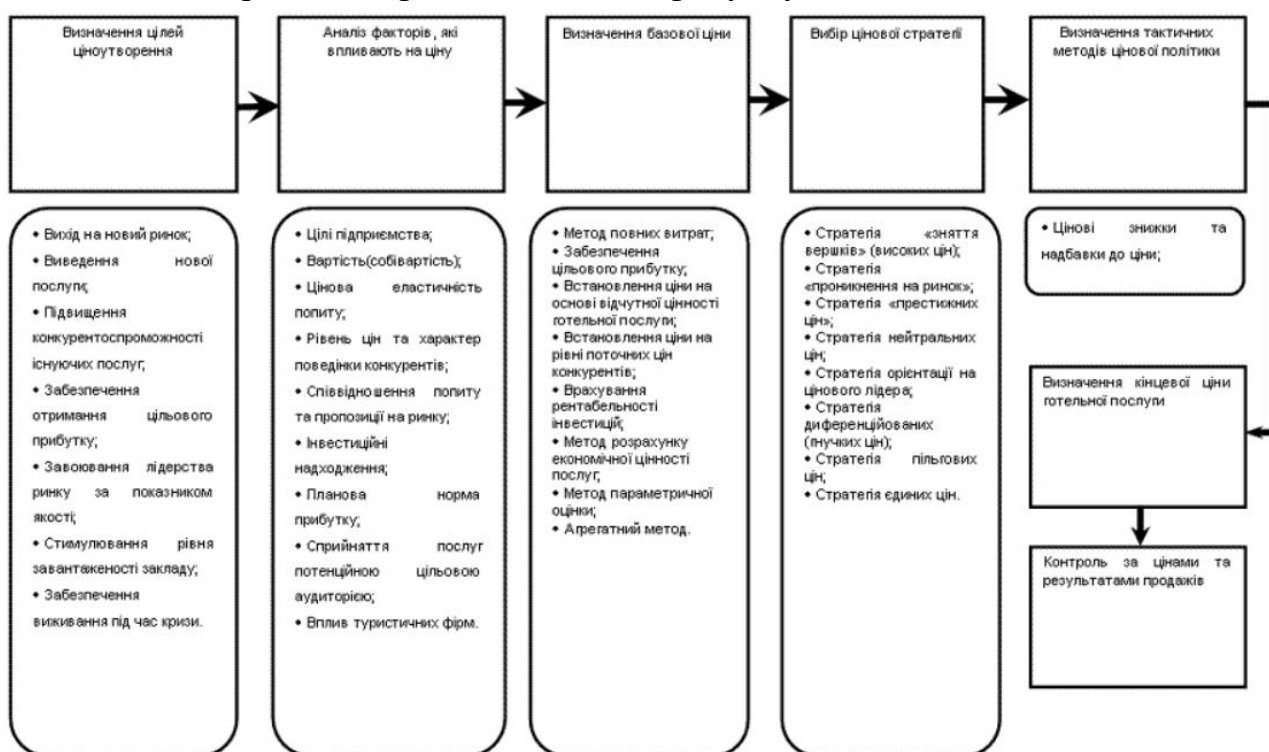 Визначення цілей
ціноутворення
Аналіз факторів, які
впливають на ціну
Визначення базової ціни
Вибір цінової стратегії
Визначення тактичних
методів цінової політики
• Вихід на новий ринок;
• Виведення нової
послуги;
• Підвищення
конкурентоспроможності
існуючих послуг;
• Забезпечення
отримання цільового
прибутку;
• Завоювання лідерства
ринку за показником
якості;
• Стимулювання рівня
завантаженості закладу;
• Забезпечення
виживання під час кризи.
• Цілі підприємства;
• Вартість(собівартість);
• Цінова еластичність
попиту;
• Рівень цін та характер
поведінки конкурентів;
• Співвідношення попиту
та пропозиції на ринку;
• Інвестиційні
надходження;
• Планова норма
прибутку;
• Сприйняття послуг
потенційною цільовою
аудиторією;
• Вплив туристичних фірм.
• Метод повних витрат;
• Забезпечення
цільового прибутку;
• Встановлення ціни на
основі відчутної цінності
готельної послуги;
• Встановлення ціни на
рівні поточних цін
конкурентів;
• Врахування
рентабельності
інвестицій;
• Метод розрахунку
економічної цінності
послуг;
• Метод параметричної
оцінки;
• Агрегатний метод.
• Стратегія «зняття
вершків» (високих цін);
• Стратегія
«проникнення на ринок»;
• Стратегія «престижних
цін»;
• Стратегія нейтральних
цін;
• Стратегія орієнтації на
цінового лідера;
• Стратегія
диференційованих
(гнучких цін);
• Стратегія пільгових
цін;
• Стратегія єдиних цін.
• Цінові знижки та
надбавки до ціни;
Визначення кінцевої ціни
готельної послуги
Контроль за цінами та
результатами продажів